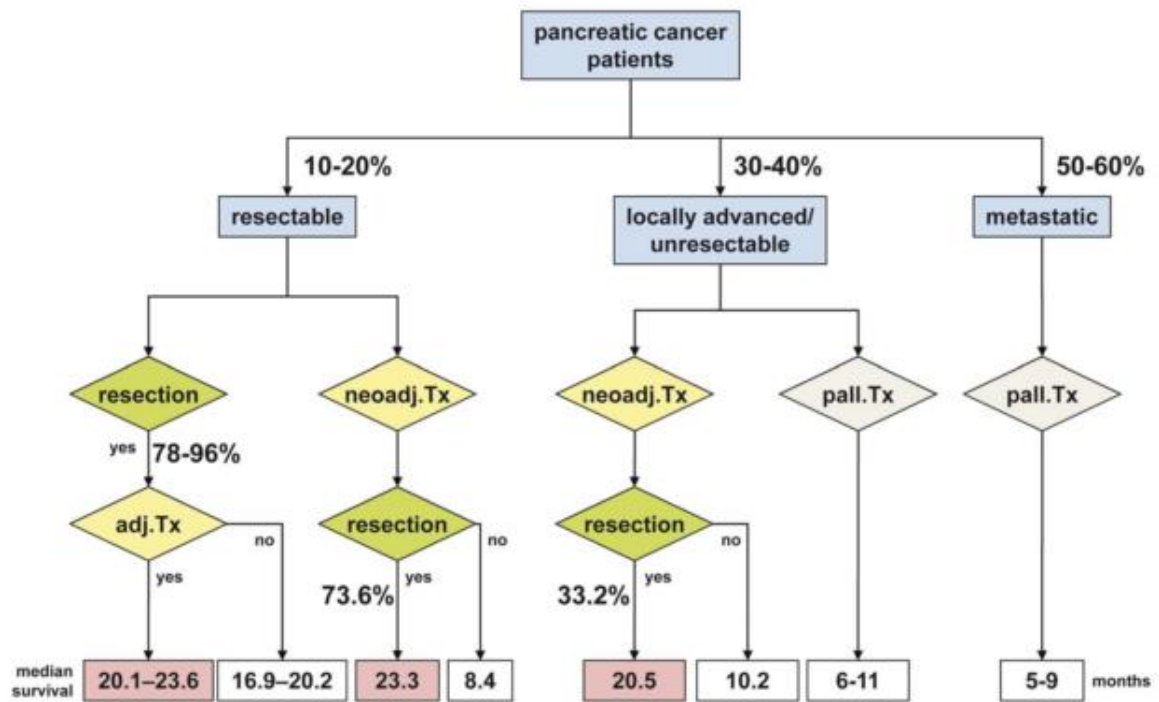 pancreatic cancer
patients
10-20%
30-40%
50-60%
resectable
locally advanced/
unresectable
metastatic
resection
neoadj.Tx
neoadj.Tx
pall.Tx
pall.Tx
yes
78-96%
adj.Tx
no
resection
no
resection
no
yes
73.6%
yes
33.2%
yes
median
survival
20.1–23.6
16.9–20.2
23.3
8.4
20.5
10.2
6-11
5-9
months